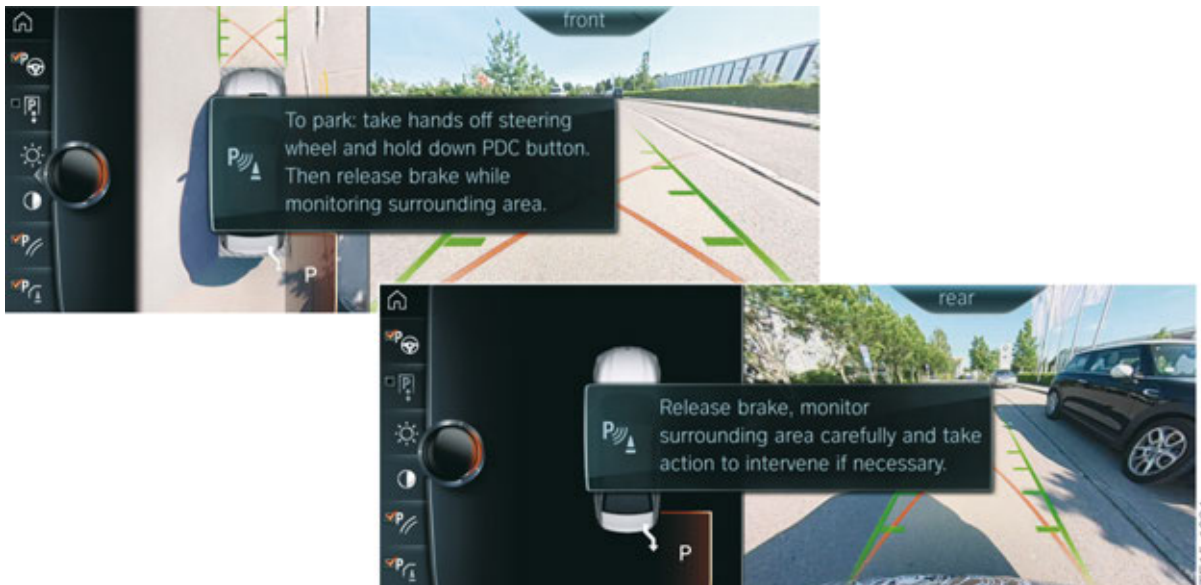 front
To park: take hands off steering
wheel and hold down PDC button.
Then release brake while
monitoring surrounding area.
P
P
rear
Release brake, monitor
surrounding area carefully and take
action to intervene if necessary.
P
P